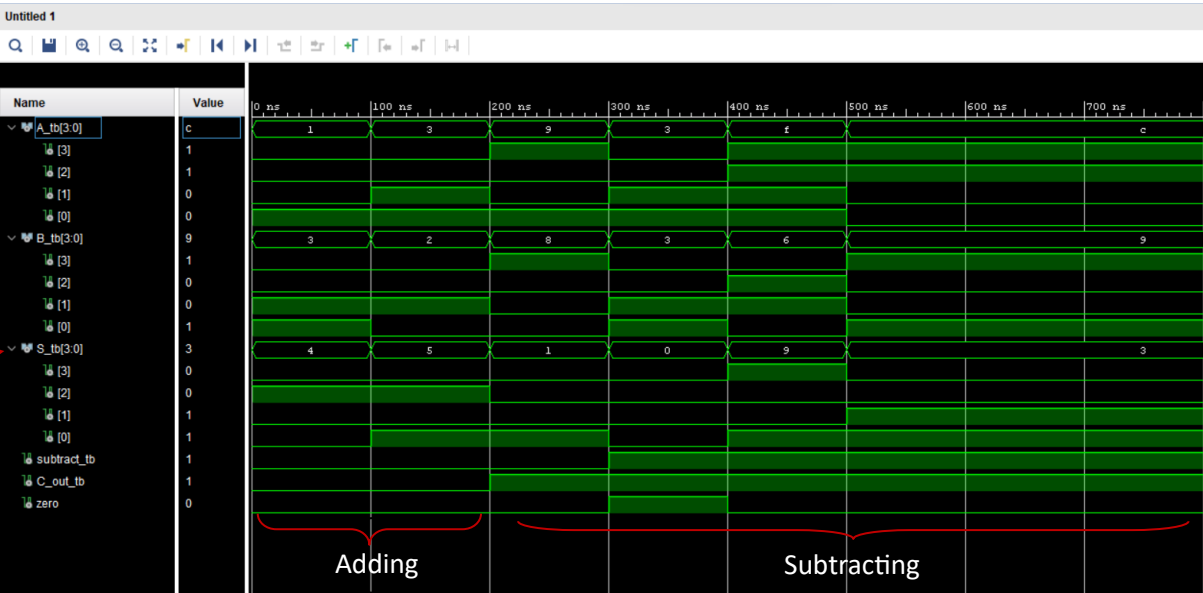 Untitled 1
Name Value
0 ns 100 ns 200 ns 300 ns 400 ns 500 ns 600 ns 700 ns
A_tb[3:0] c 1 3 9 3 f c
[3] 1
[2] 1
[1] 0
[0] 0
B_tb[3:0] 9 3 2 8 3 6 9
[3] 1
[2] 0
[1] 0
[0] 1
S_tb[3:0] 3 4 5 1 0 9 3
[3] 0
[2] 0
[1] 1
[0] 1
subtract_tb 1
C_out_tb 1
zero 0
Adding Subtracting